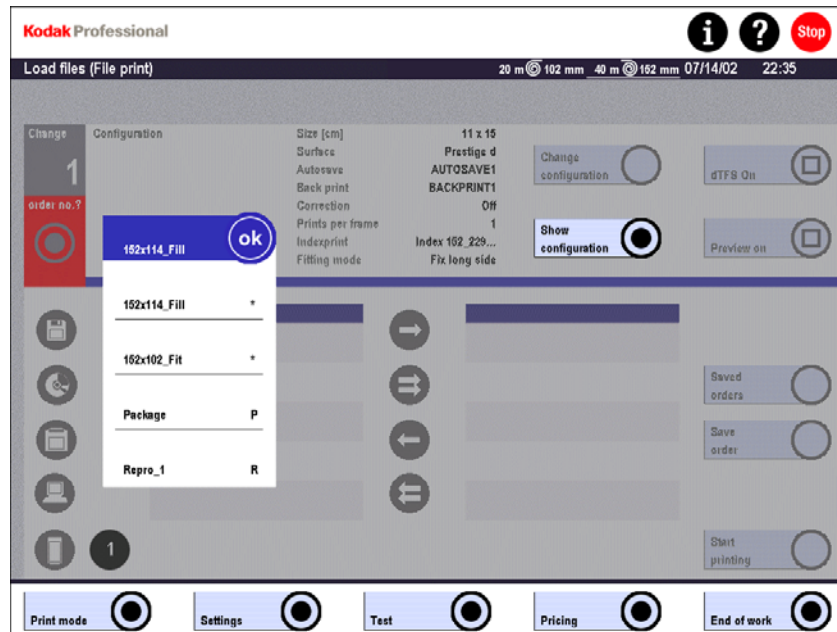 Kodak Professional
i ? Stop
Load files (File print) 20 m 102 mm 40 m 152 mm 07/14/02 22:35
Change
1
order no.?
Configuration
Size [cm] 11 x 15
Surface Prestige d
Autosave AUTOSAVE1
Back print BACKPRINT1
Correction Off
Prints per frame 1
Indexprint Index 152_229...
Fitting mode Fix long side
Change configuration
dTFS On
Show configuration
Preview on
152x114_Fill ok
152x114_Fill *
152x102_Fit *
Package P
Repro_1 R
Saved orders
Save order
1
Start printing
Print mode
Settings
Test
Pricing
End of work